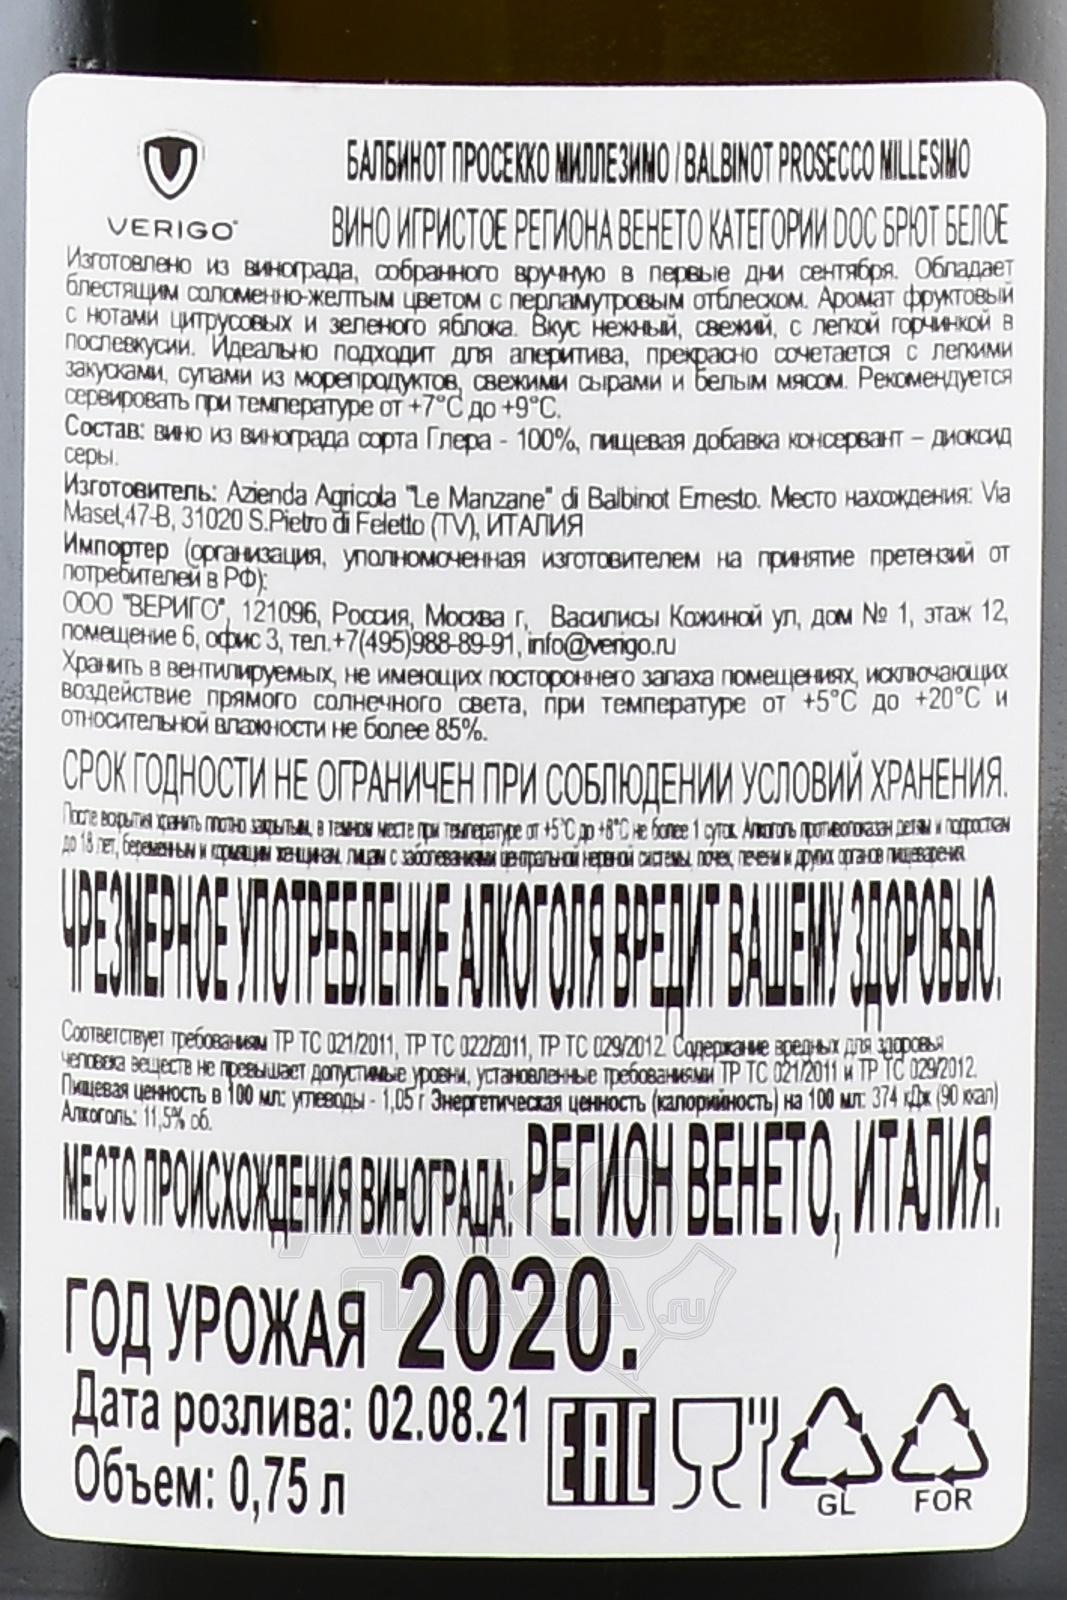 VERIGO
БАЛБИНОТ ПРОСЕККО МИЛЛЕЗИМО / BALBINOT PROSECCO MILLESIMO
ВИНО ИГРИСТОЕ РЕГИОНА ВЕНЕТО КАТЕГОРИИ DOC БРЮТ БЕЛОЕ
Изготовлено из винограда, собранного вручную в первые дни сентября. Обладает
блестящим соломенно-желтым цветом с перламутровым отблеском. Аромат фруктовый
с нотами цитрусовых и зеленого яблока. Вкус нежный, свежий, с легкой горчинкой в
послевкусии. Идеально подходит для аперитива, прекрасно сочетается с легкими
закусками, супами из морепродуктов, свежими сырами и белым мясом. Рекомендуется
сервировать при температуре от +7°С до +9°С.
Состав: вино из винограда сорта Глера - 100%, пищевая добавка консервант – диоксид
серы.
Изготовитель: Azienda Agricola "Le Manzane" di Balbinot Ernesto. Место нахождения: Via
Maset,47-B, 31020 S.Pietro di Feletto (TV), ИТАЛИЯ
Импортер (организация, уполномоченная изготовителем на принятие претензий от
потребителей в РФ):
ООО "ВЕРИГО", 121096, Россия, Москва г, Василисы Кожиной ул, дом № 1, этаж 12,
помещение 6, офис 3, тел.+7(495)988-89-91, info@verigo.ru
Хранить в вентилируемых, не имеющих постороннего запаха помещениях, исключающих
воздействие прямого солнечного света, при температуре от +5°С до +20°С и
относительной влажности не более 85%.
СРОК ГОДНОСТИ НЕ ОГРАНИЧЕН ПРИ СОБЛЮДЕНИИ УСЛОВИЙ ХРАНЕНИЯ.
После вскрытия хранить плотно закрытым, в темном месте при температуре от +5°С до +8°С не более 1 суток. Алкоголь противопоказан детям и подросткам
до 18 лет, беременным и кормящим женщинам, лицам с заболеваниями центральной нервной системы, почек, печени и других органов пищеварения.
ЧРЕЗМЕРНОЕ УПОТРЕБЛЕНИЕ АЛКОГОЛЯ ВРЕДИТ ВАШЕМУ ЗДОРОВЬЮ.
Соответствует требованиям ТР ТС 021/2011, ТР ТС 022/2011, ТР ТС 029/2012. Содержание вредных для здоровья
человека веществ не превышает допустимые уровни, установленные требованиями ТР ТС 021/2011 и ТР ТС 029/2012.
Пищевая ценность в 100 мл: углеводы - 1,05 г Энергетическая ценность (калорийность) на 100 мл: 374 кДж (90 ккал)
Алкоголь: 11,5% об.
МЕСТО ПРОИСХОЖДЕНИЯ ВИНОГРАДА: РЕГИОН ВЕНЕТО, ИТАЛИЯ.
ГОД УРОЖАЯ 2020.
АЛКО
ПЛАЗА.ru
Дата розлива: 02.08.21
Объем: 0,75 л
EAC
GL
FOR